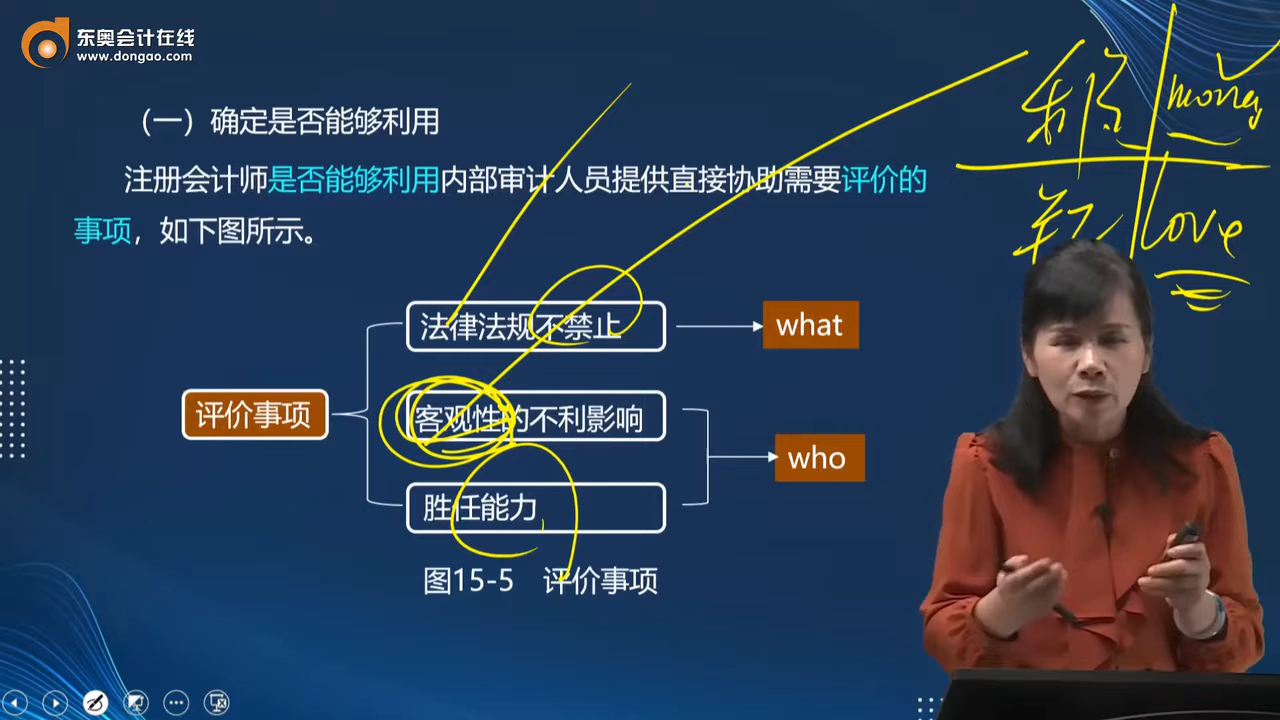 东奥会计在线
www.dongao.com
（一）确定是否能够利用
注册会计师是否能够利用内部审计人员提供直接协助需要评价的
事项，如下图所示。
法律法规不禁止
what
评价事项
客观性的不利影响
who
胜任能力
图15-5 评价事项
money
love